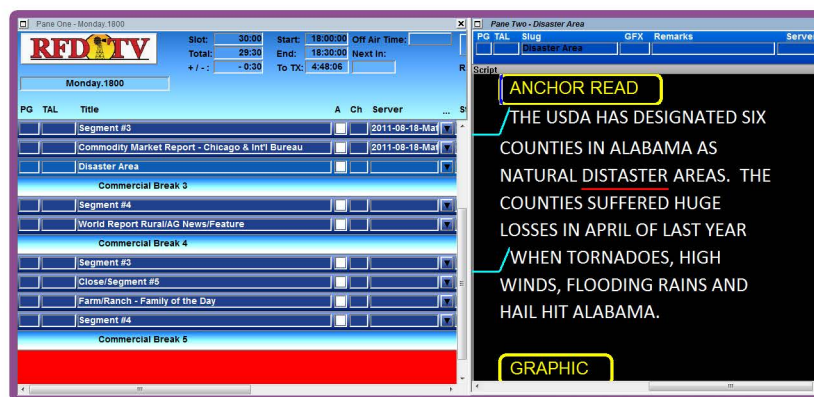 Pane One - Monday.1800
RFD TV
Slot: 30:00 Start: 18:00:00 Off Air Time:
Total: 29:30 End: 18:30:00 Next In:
+ / - : - 0:30 To TX: 4:48:06
R
Monday.1800
PG TAL Title A Ch Server ...
Segment #3 2011-08-18-Mar
Commodity Market Report - Chicago & Int'l Bureau 2011-08-18-Mar
Disaster Area
Commercial Break 3
Segment #4
World Report Rural/AG News/Feature
Commercial Break 4
Segment #3
Close/Segment #5
Farm/Ranch - Family of the Day
Segment #4
Commercial Break 5
Pane Two - Disaster Area
PG TAL Slug GFX Remarks Server
Disaster Area
Script
ANCHOR READ
THE USDA HAS DESIGNATED SIX
COUNTIES IN ALABAMA AS
NATURAL DISTASTER AREAS. THE
COUNTIES SUFFERED HUGE
LOSSES IN APRIL OF LAST YEAR
WHEN TORNADOES, HIGH
WINDS, FLOODING RAINS AND
HAIL HIT ALABAMA.
GRAPHIC